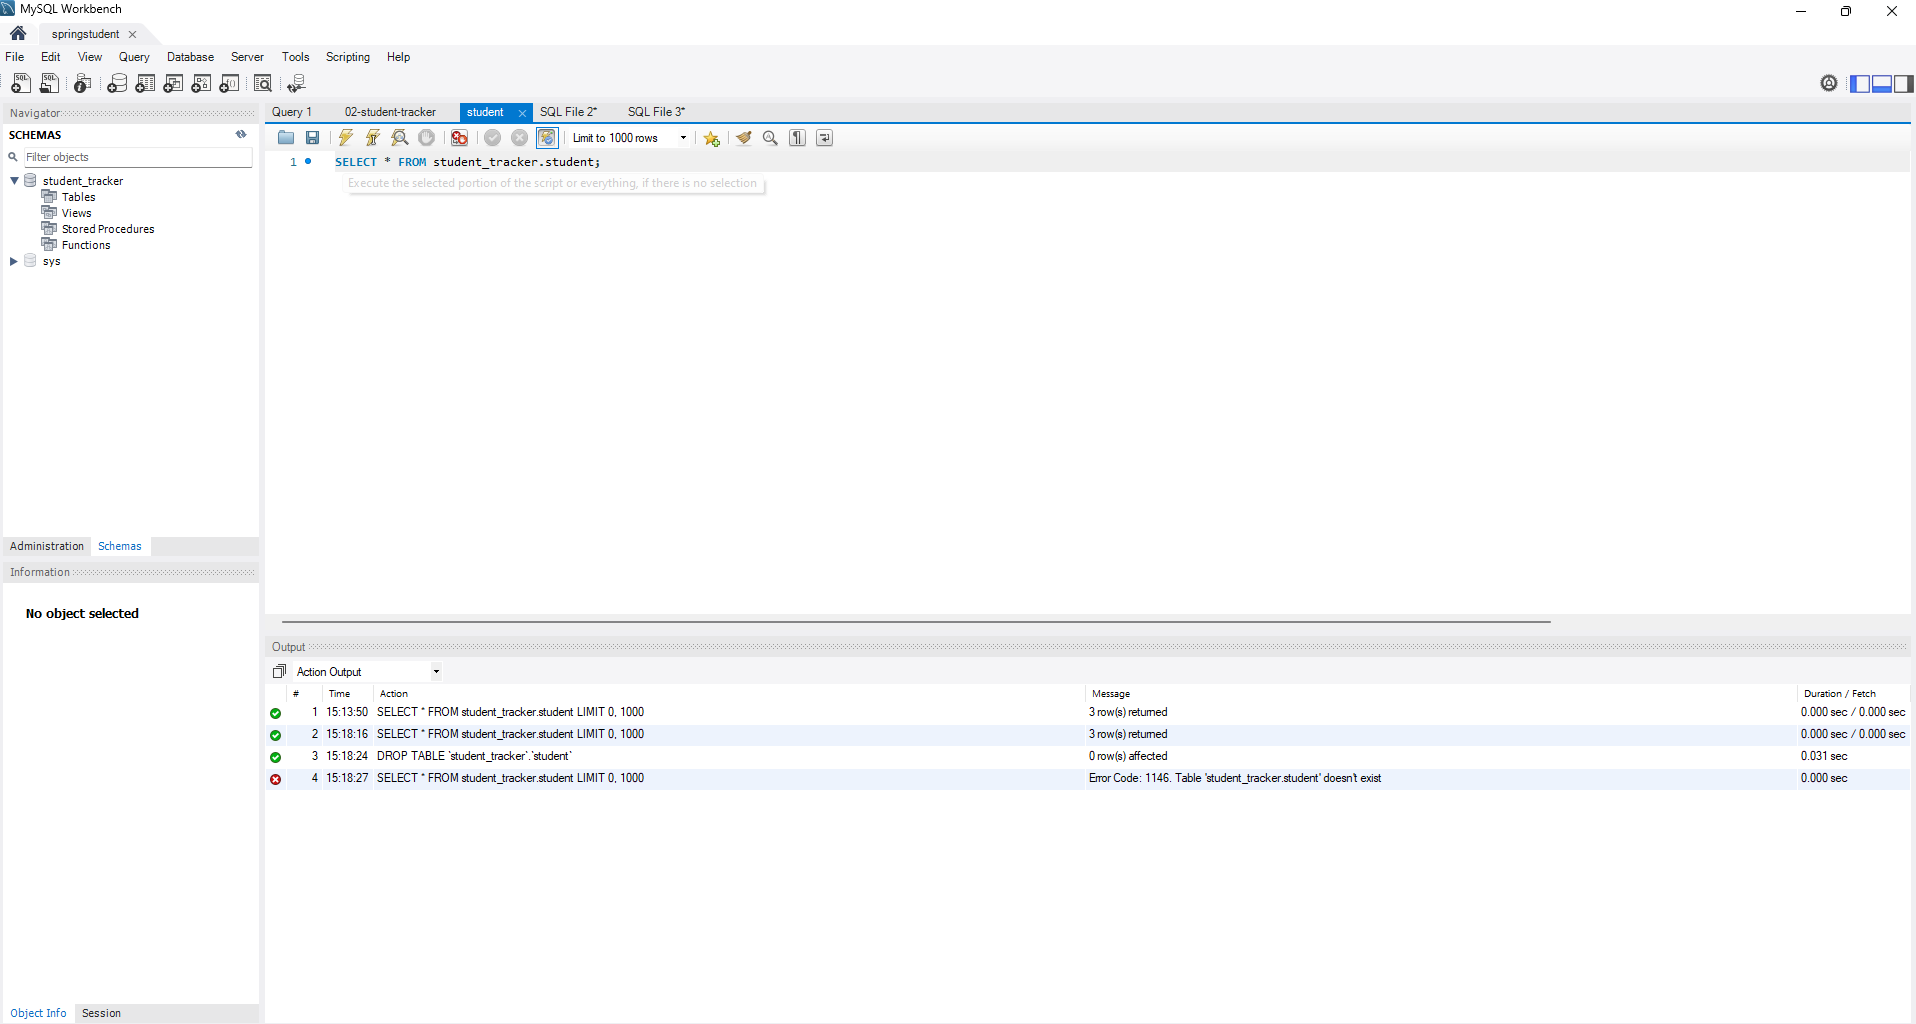 MySQL Workbench
springstudent
File Edit View Query Database Server Tools Scripting Help
Navigator
SCHEMAS
Filter objects
student_tracker
Tables
Views
Stored Procedures
Functions
sys
Administration Schemas
Information
No object selected
Object Info Session
Query 1 02-student-tracker student SQL File 2* SQL File 3*
Limit to 1000 rows
1 SELECT * FROM student_tracker.student;
Execute the selected portion of the script or everything, if there is no selection
Output
Action Output
# Time Action Message Duration / Fetch
1 15:13:50 SELECT * FROM student_tracker.student LIMIT 0, 1000 3 row(s) returned 0.000 sec / 0.000 sec
2 15:18:16 SELECT * FROM student_tracker.student LIMIT 0, 1000 3 row(s) returned 0.000 sec / 0.000 sec
3 15:18:24 DROP TABLE `student_tracker`.`student` 0 row(s) affected 0.031 sec
4 15:18:27 SELECT * FROM student_tracker.student LIMIT 0, 1000 Error Code: 1146. Table 'student_tracker.student' doesn't exist 0.000 sec